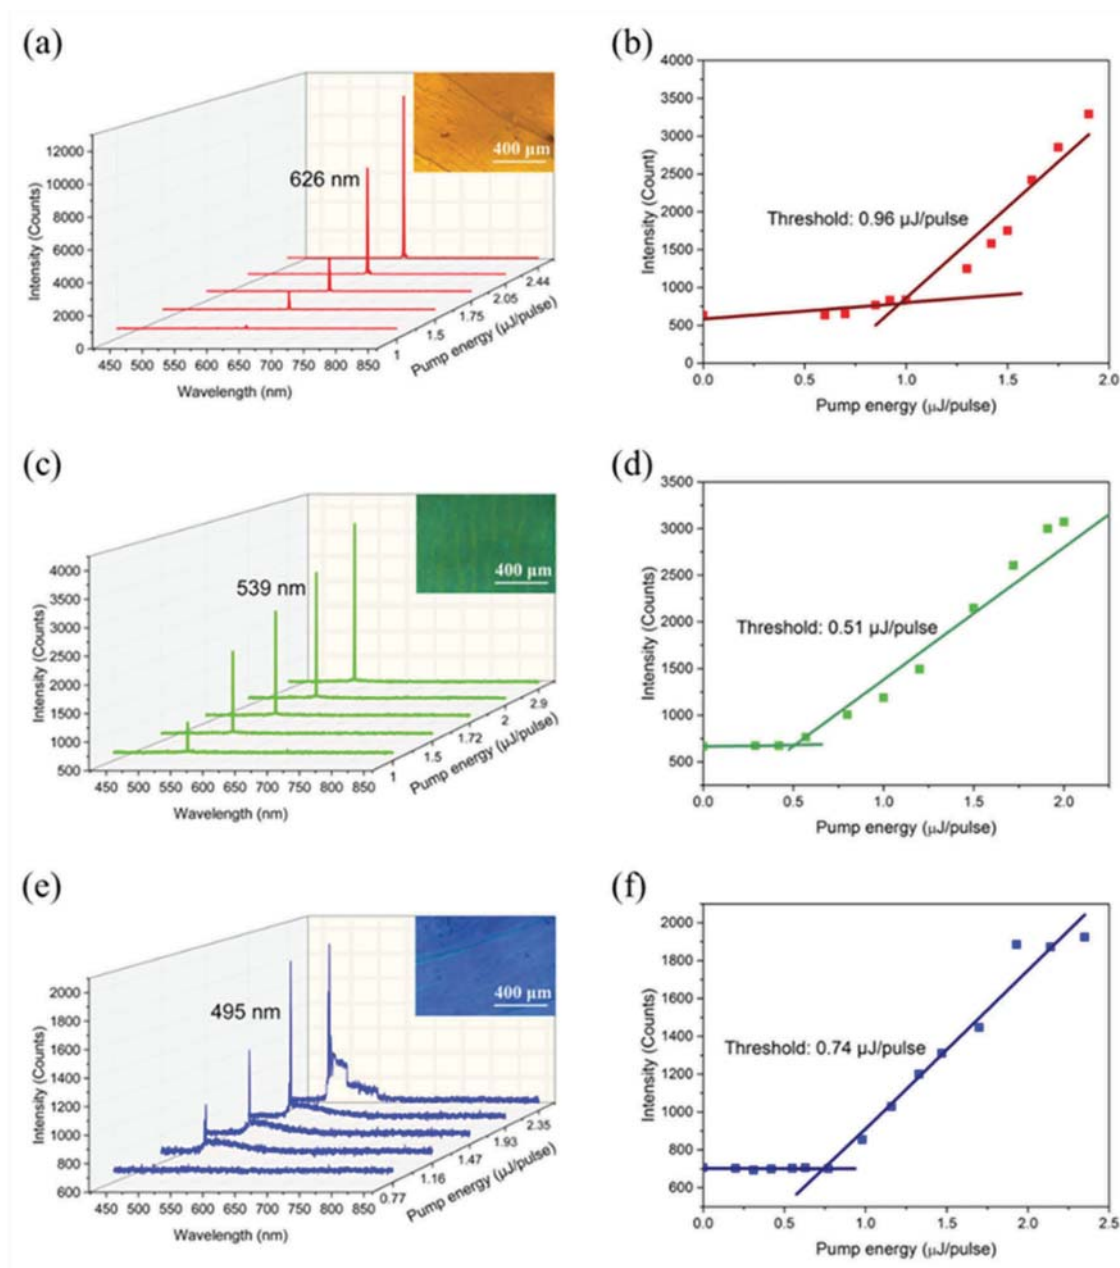 (a)
626 nm
400 µm
Intensity (Counts)
12000
10000
8000
6000
4000
2000
0
450 500 550 600 650 700 750 800 850
Wavelength (nm)
1 1.5 1.75 2.05 2.44
Pump energy (µJ/pulse)
(b)
Intensity (Count)
4000
3500
3000
2500
2000
1500
1000
500
0
Threshold: 0.96 µJ/pulse
0.0 0.5 1.0 1.5 2.0
Pump energy (µJ/pulse)
(c)
539 nm
400 µm
Intensity (Counts)
4000
3500
3000
2500
2000
1500
1000
500
450 500 550 600 650 700 750 800 850
Wavelength (nm)
1 1.5 1.72 2 2.9
Pump energy (µJ/pulse)
(d)
Intensity (Counts)
3500
3000
2500
2000
1500
1000
500
Threshold: 0.51 µJ/pulse
0.0 0.5 1.0 1.5 2.0
Pump energy (µJ/pulse)
(e)
495 nm
400 µm
Intensity (Counts)
2000
1800
1600
1400
1200
1000
800
600
450 500 550 600 650 700 750 800 850
Wavelength (nm)
0.77 1.16 1.47 1.93 2.35
Pump energy (µJ/pulse)
(f)
Intensity (Counts)
2000
1800
1600
1400
1200
1000
800
600
Threshold: 0.74 µJ/pulse
0.0 0.5 1.0 1.5 2.0 2.5
Pump energy (µJ/pulse)